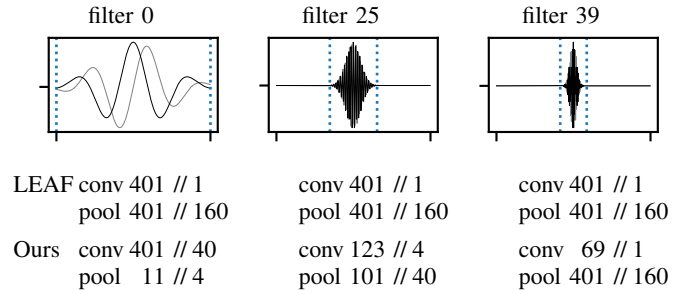 filter 0 filter 25 filter 39
LEAF conv 401 // 1 conv 401 // 1 conv 401 // 1
pool 401 // 160 pool 401 // 160 pool 401 // 160
Ours conv 401 // 40 conv 123 // 4 conv 69 // 1
pool 11 // 4 pool 101 // 40 pool 401 // 160